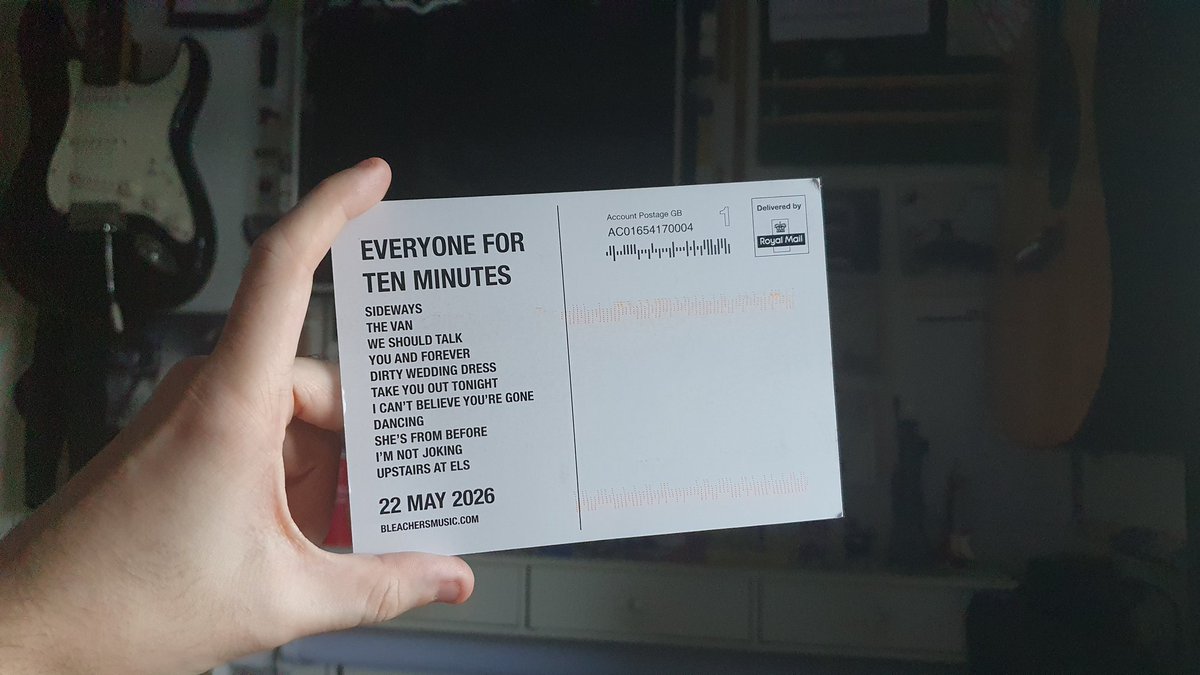 EVERYONE FOR
TEN MINUTES
SIDEWAYS
THE VAN
WE SHOULD TALK
YOU AND FOREVER
DIRTY WEDDING DRESS
TAKE YOU OUT TONIGHT
I CAN'T BELIEVE YOU'RE GONE
DANCING
SHE'S FROM BEFORE
I'M NOT JOKING
UPSTAIRS AT ELS
22 MAY 2026
BLEACHERSMUSIC.COM
Account Postage GB
AC01654170004
1
Delivered by
Royal Mail